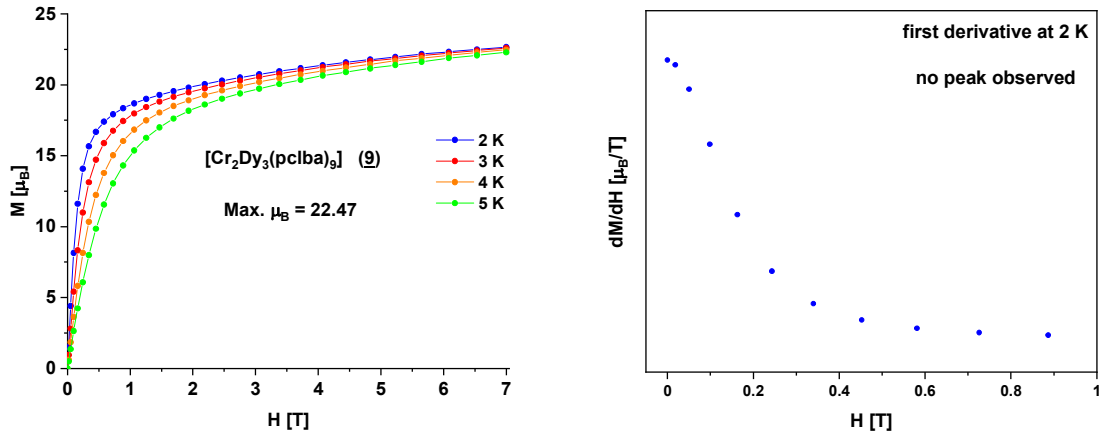 M [μB]
25
20
15
10
5
0
0 1 2 3 4 5 6 7
H [T]
[Cr2Dy3(pclba)9] (9)
Max. μB = 22.47
2 K
3 K
4 K
5 K
dM/dH [μB/T]
first derivative at 2 K
no peak observed
0.0 0.2 0.4 0.6 0.8 1
H [T]